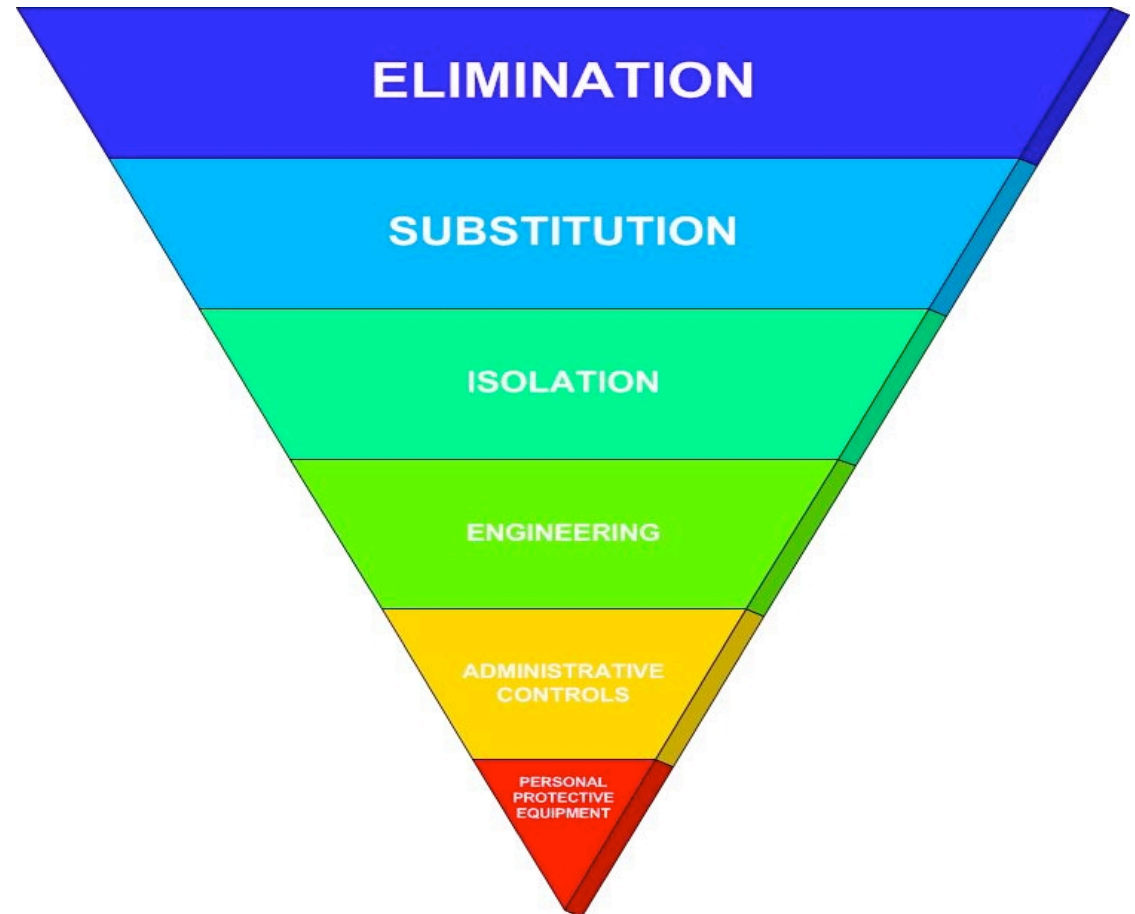 ELIMINATION
SUBSTITUTION
ISOLATION
ENGINEERING
ADMINISTRATIVE
CONTROLS
PERSONAL
PROTECTIVE
EQUIPMENT